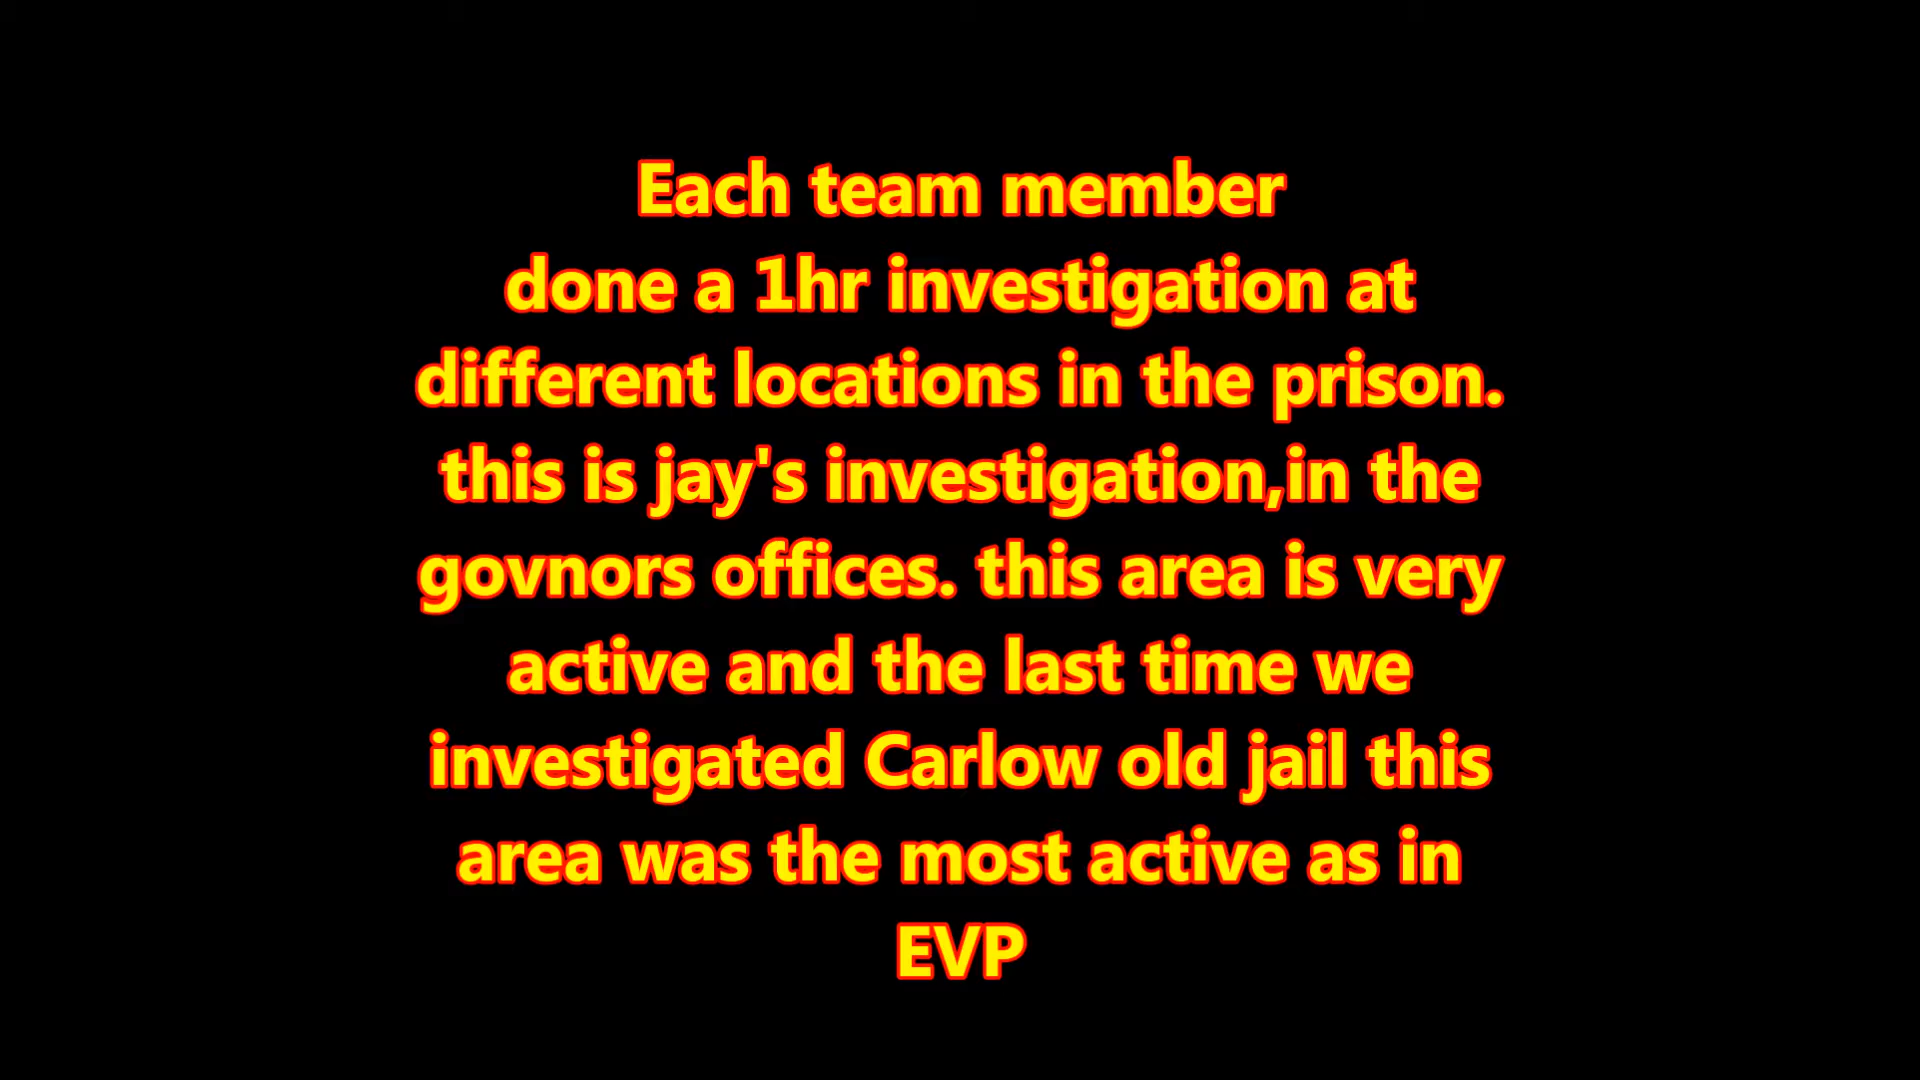 Each team member
done a 1hr investigation at
different locations in the prison.
this is jay's investigation,in the
govnors offices. this area is very
active and the last time we
investigated Carlow old jail this
area was the most active as in
EVP